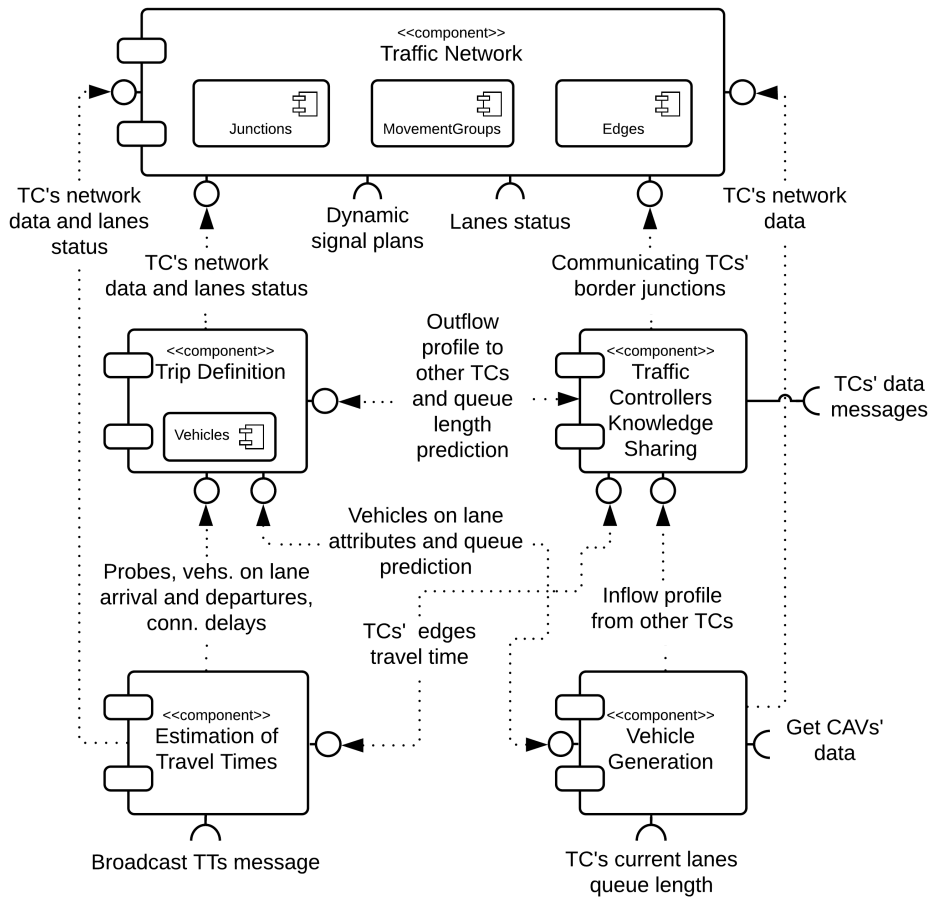 <<component>>
Traffic Network
Junctions
MovementGroups
Edges
TC's network
data and lanes
status
Dynamic
signal plans
Lanes status
TC's network
data
TC's network
data and lanes status
Communicating TCs'
border junctions
<<component>>
Trip Definition
Vehicles
Outflow
profile to
other TCs
and queue
length
prediction
<<component>>
Traffic
Controllers
Knowledge
Sharing
TCs' data
messages
Vehicles on lane
attributes and queue
prediction
Probes, vehs. on lane
arrival and departures,
conn. delays
TCs' edges
travel time
Inflow profile
from other TCs
<<component>>
Estimation of
Travel Times
<<component>>
Vehicle
Generation
Get CAVs'
data
Broadcast TTs message
TC's current lanes
queue length